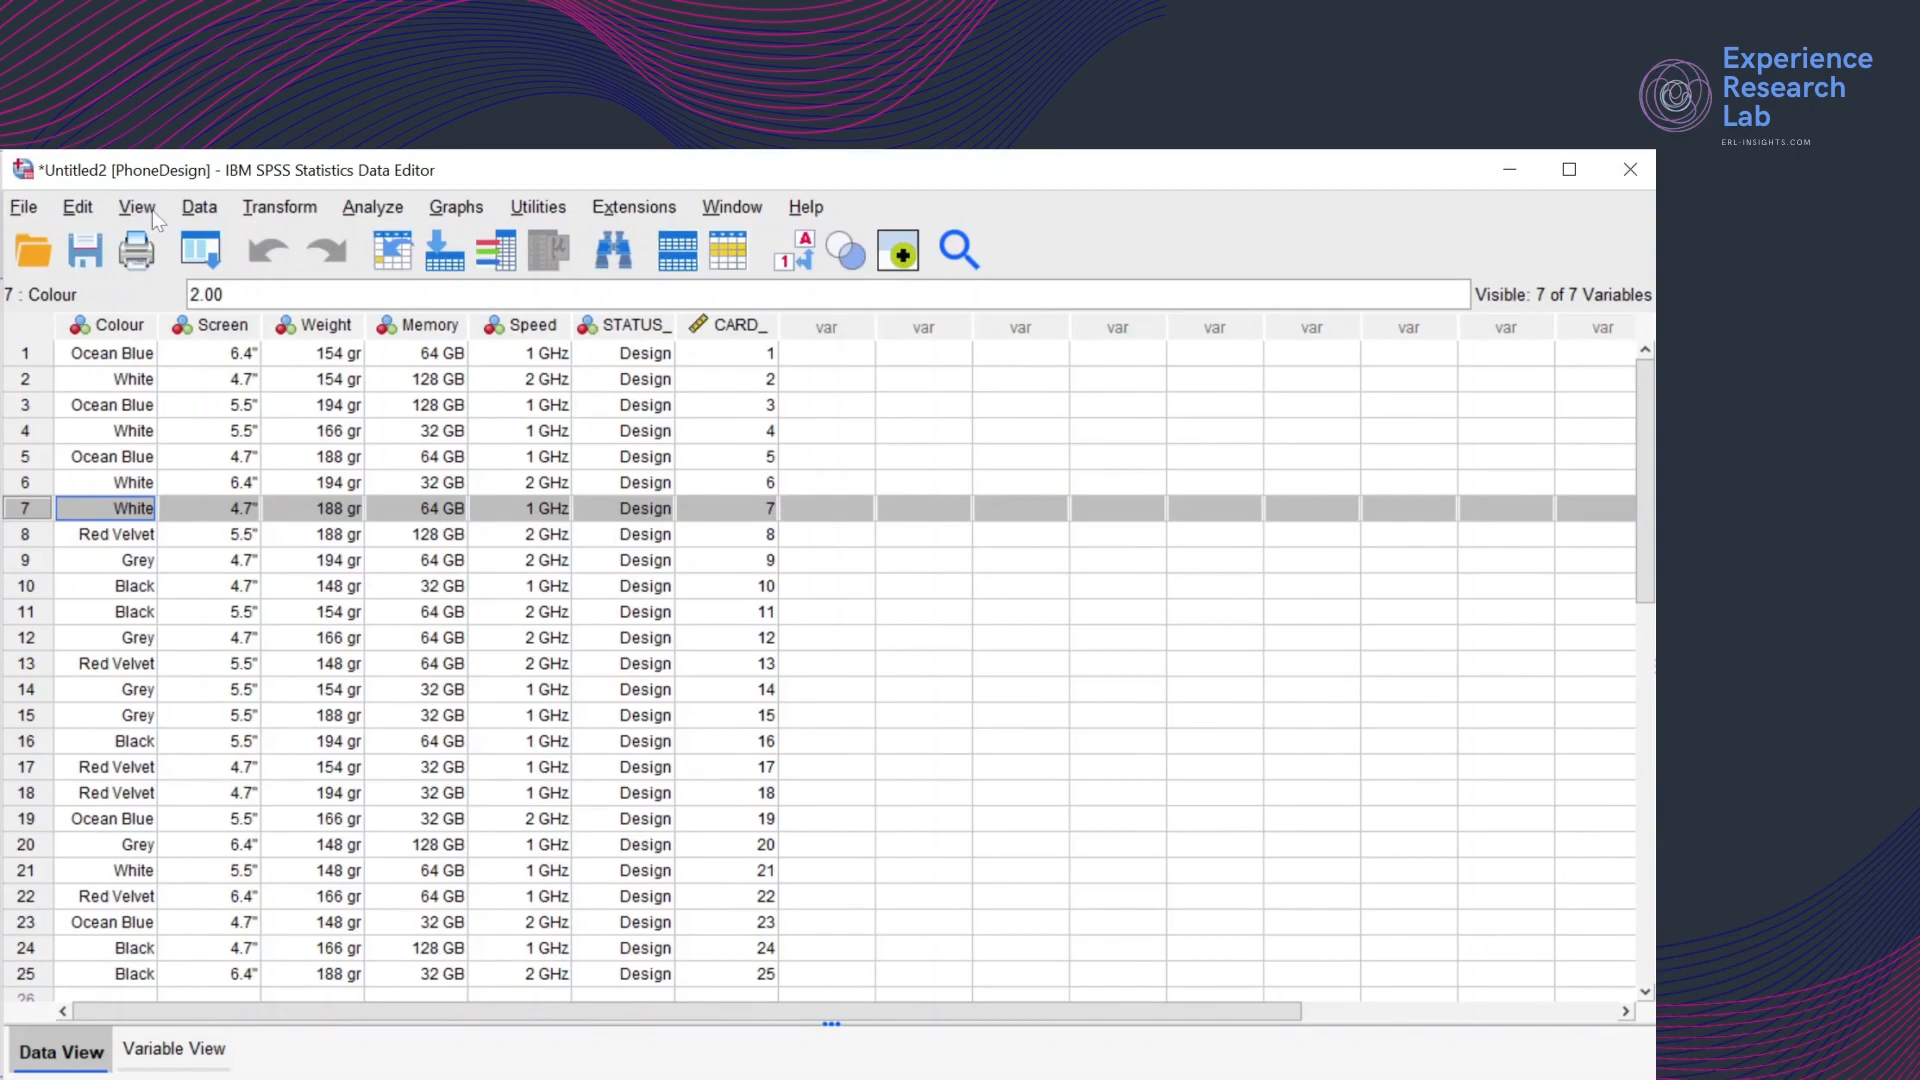 Experience
Research
Lab
ERL-INSIGHTS.COM
*Untitled2 [PhoneDesign] - IBM SPSS Statistics Data Editor
File Edit View Data Transform Analyze Graphs Utilities Extensions Window Help
7 : Colour 2.00 Visible: 7 of 7 Variables
Colour Screen Weight Memory Speed STATUS_ CARD_ var var var var var var var var var
1 Ocean Blue 6.4" 154 gr 64 GB 1 GHz Design 1
2 White 4.7" 154 gr 128 GB 2 GHz Design 2
3 Ocean Blue 5.5" 194 gr 128 GB 1 GHz Design 3
4 White 5.5" 166 gr 32 GB 1 GHz Design 4
5 Ocean Blue 4.7" 188 gr 64 GB 1 GHz Design 5
6 White 6.4" 194 gr 32 GB 2 GHz Design 6
7 White 4.7" 188 gr 64 GB 1 GHz Design 7
8 Red Velvet 5.5" 188 gr 128 GB 2 GHz Design 8
9 Grey 4.7" 194 gr 64 GB 2 GHz Design 9
10 Black 4.7" 148 gr 32 GB 1 GHz Design 10
11 Black 5.5" 154 gr 64 GB 2 GHz Design 11
12 Grey 4.7" 166 gr 64 GB 2 GHz Design 12
13 Red Velvet 5.5" 148 gr 64 GB 2 GHz Design 13
14 Grey 5.5" 154 gr 32 GB 1 GHz Design 14
15 Grey 5.5" 188 gr 32 GB 1 GHz Design 15
16 Black 5.5" 194 gr 64 GB 1 GHz Design 16
17 Red Velvet 4.7" 154 gr 32 GB 1 GHz Design 17
18 Red Velvet 4.7" 194 gr 32 GB 1 GHz Design 18
19 Ocean Blue 5.5" 166 gr 32 GB 2 GHz Design 19
20 Grey 6.4" 148 gr 128 GB 1 GHz Design 20
21 White 5.5" 148 gr 64 GB 1 GHz Design 21
22 Red Velvet 6.4" 166 gr 64 GB 1 GHz Design 22
23 Ocean Blue 4.7" 148 gr 32 GB 2 GHz Design 23
24 Black 4.7" 166 gr 128 GB 1 GHz Design 24
25 Black 6.4" 188 gr 32 GB 2 GHz Design 25
26
Data View Variable View